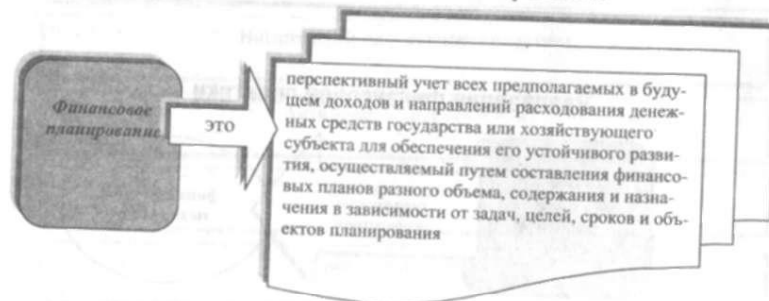 Финансовое
планирование
это
перспективный учет всех предполагаемых в буду-
щем доходов и направлений расходования денеж-
ных средств государства или хозяйствующего
субъекта для обеспечения его устойчивого разви-
тия, осуществляемый путем составления финансо-
вых планов разного объема, содержания и назна-
чения в зависимости от задач, целей, сроков и объ-
ектов планирования